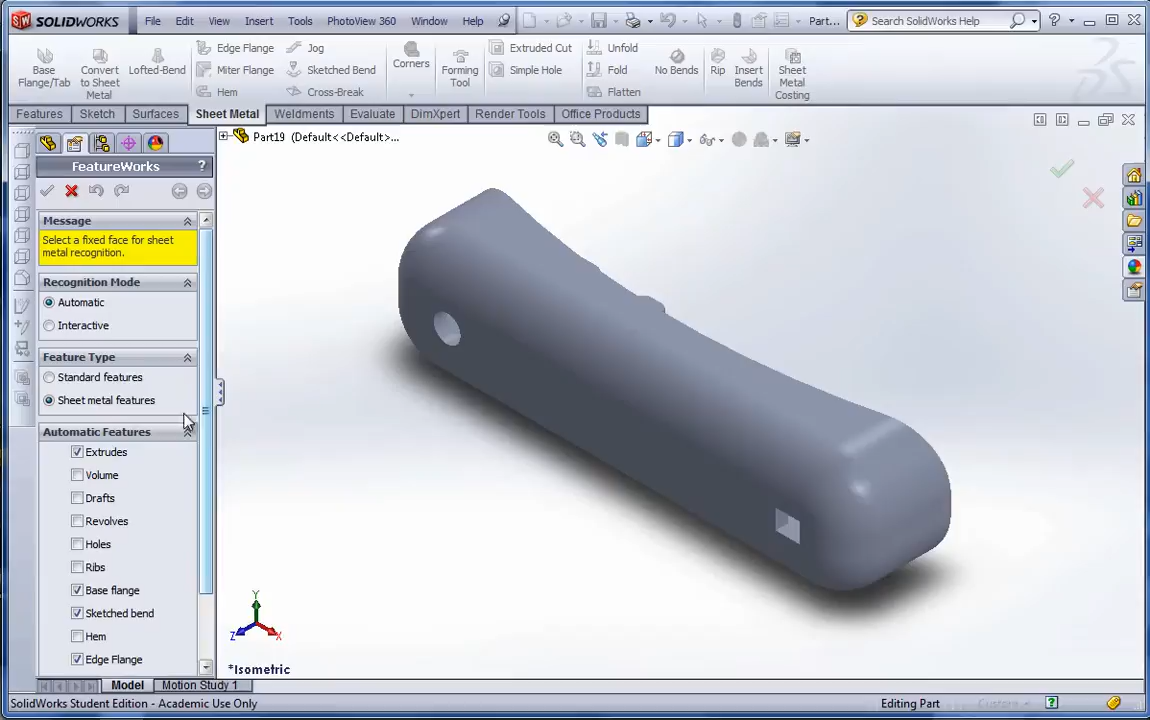 SOLIDWORKS File Edit View Insert Tools PhotoView 360 Window Help Part... Search SolidWorks Help
Base Flange/Tab
Convert to Sheet Metal
Lofted-Bend
Edge Flange
Miter Flange
Hem
Jog
Sketched Bend
Cross-Break
Corners
Forming Tool
Extruded Cut
Simple Hole
Unfold
Fold
Flatten
No Bends
Rip
Insert Bends
Sheet Metal Costing
Features Sketch Surfaces Sheet Metal Weldments Evaluate DimXpert Render Tools Office Products
Part19 (Default<<Default>...
FeatureWorks ?
Message
Select a fixed face for sheet
metal recognition.
Recognition Mode
Automatic
Interactive
Feature Type
Standard features
Sheet metal features
Automatic Features
Extrudes
Volume
Drafts
Revolves
Holes
Ribs
Base flange
Sketched bend
Hem
Edge Flange
Y
Z X
*Isometric
Model Motion Study 1
SolidWorks Student Edition - Academic Use Only Editing Part